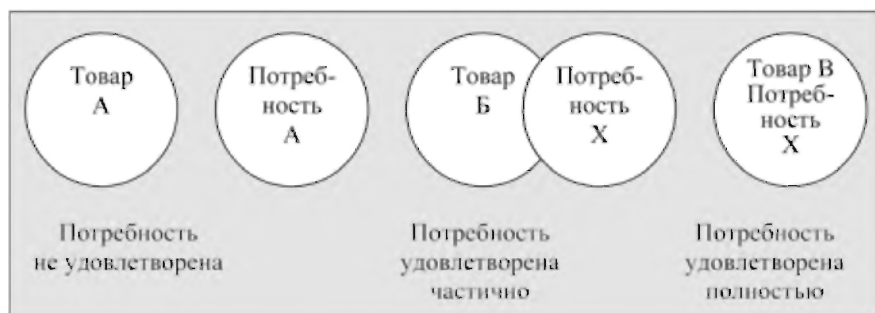 Товар
А
Потреб-
ность
А
Товар
Б
Потреб-
ность
Х
Товар В
Потреб-
ность
Х
Потребность
не удовлетворена
Потребность
удовлетворена
частично
Потребность
удовлетворена
полностью